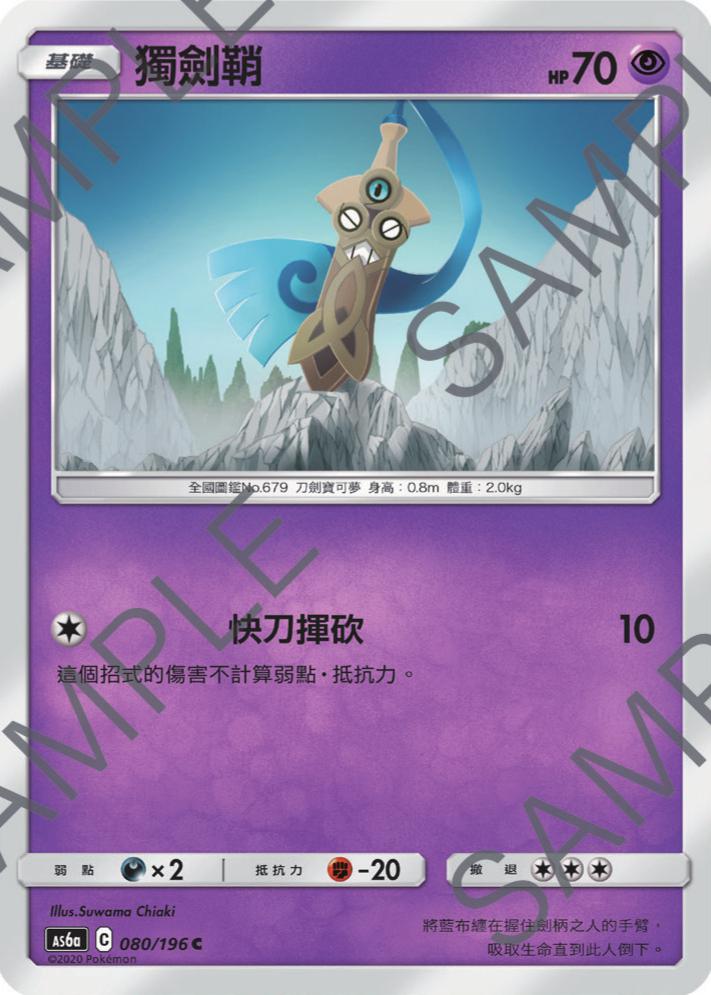 基礎
獨劍鞘
HP70
全國圖鑑No.679 刀劍寶可夢 身高：0.8m 體重：2.0kg
快刀揮砍 10
這個招式的傷害不計算弱點・抵抗力。
弱點 ×2 抵抗力 -20 撤退
Illus.Suwama Chiaki
AS6a C 080/196 C
©2020 Pokémon
將藍布纏在握住劍柄之人的手臂，
吸取生命直到此人倒下。
SAMPLE
SAMPLE
SAMPLE
SAMPLE
SAMPLE